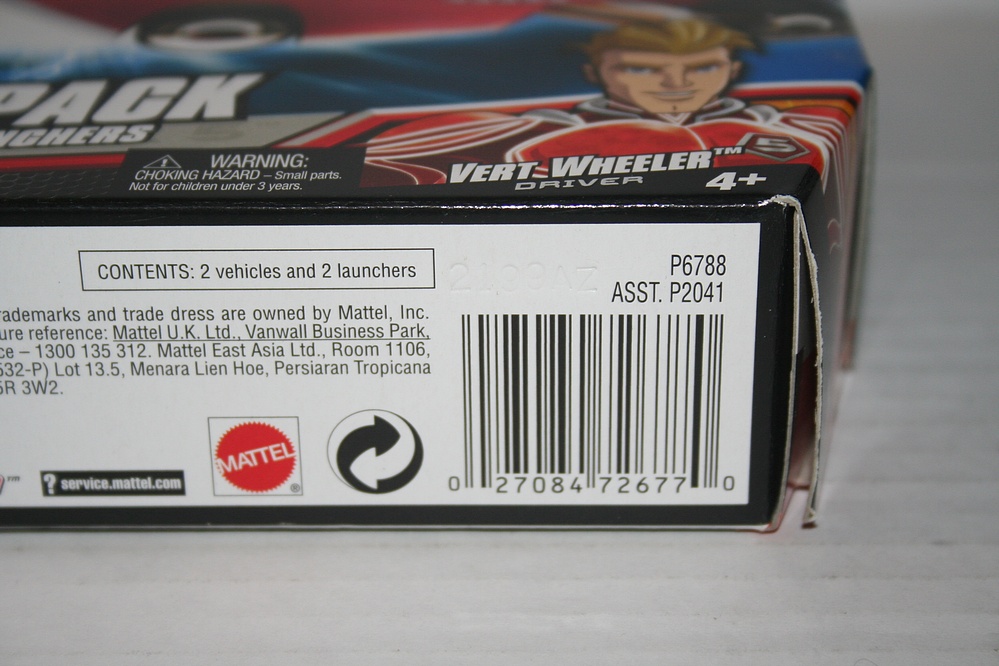 PACK
NCHERS
WARNING:
CHOKING HAZARD – Small parts.
Not for children under 3 years.
VERT WHEELER™
DRIVER
5
4+
CONTENTS: 2 vehicles and 2 launchers
P6788
ASST. P2041
rademarks and trade dress are owned by Mattel, Inc.
ure reference: Mattel U.K. Ltd., Vanwall Business Park,
ce – 1300 135 312. Mattel East Asia Ltd., Room 1106,
532-P) Lot 13.5, Menara Lien Hoe, Persiaran Tropicana
5R 3W2.
™
? service.mattel.com
MATTEL
®
0 27084 72677 0